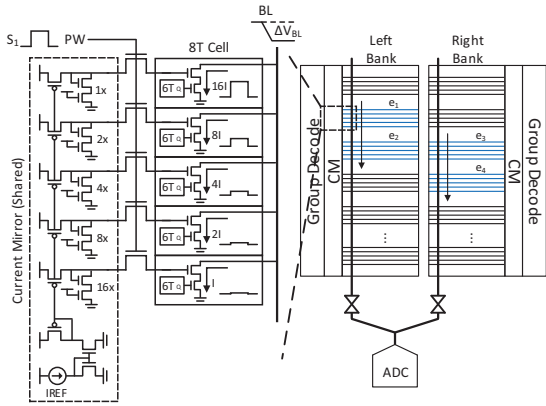 BL
ΔVBL
S1
PW
8T Cell
Left
Bank
Right
Bank
1x
6T Q
16I
2x
6T Q
8I
4x
6T Q
4I
8x
6T Q
2I
16x
6T Q
I
IREF
Current Mirror (Shared)
Group Decode
CM
e1
e2
e3
e4
⋮
⋮
CM
Group Decode
ADC